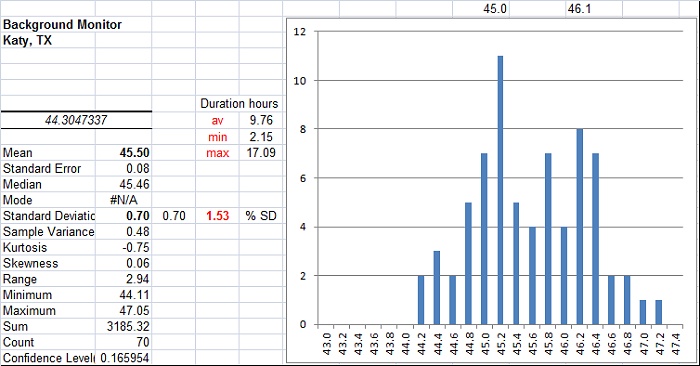 45.0 46.1
Background Monitor
Katy, TX
Duration hours
44.3047337 av 9.76
min 2.15
Mean 45.50 max 17.09
Standard Error 0.08
Median 45.46
Mode #N/A
Standard Deviatic 0.70 0.70 1.53 % SD
Sample Variance 0.48
Kurtosis -0.75
Skewness 0.06
Range 2.94
Minimum 44.11
Maximum 47.05
Sum 3185.32
Count 70
Confidence Level( 0.165954
12
10
8
6
4
2
0
43.0 43.2 43.4 43.6 43.8 44.0 44.2 44.4 44.6 44.8 45.0 45.2 45.4 45.6 45.8 46.0 46.2 46.4 46.6 46.8 47.0 47.2 47.4